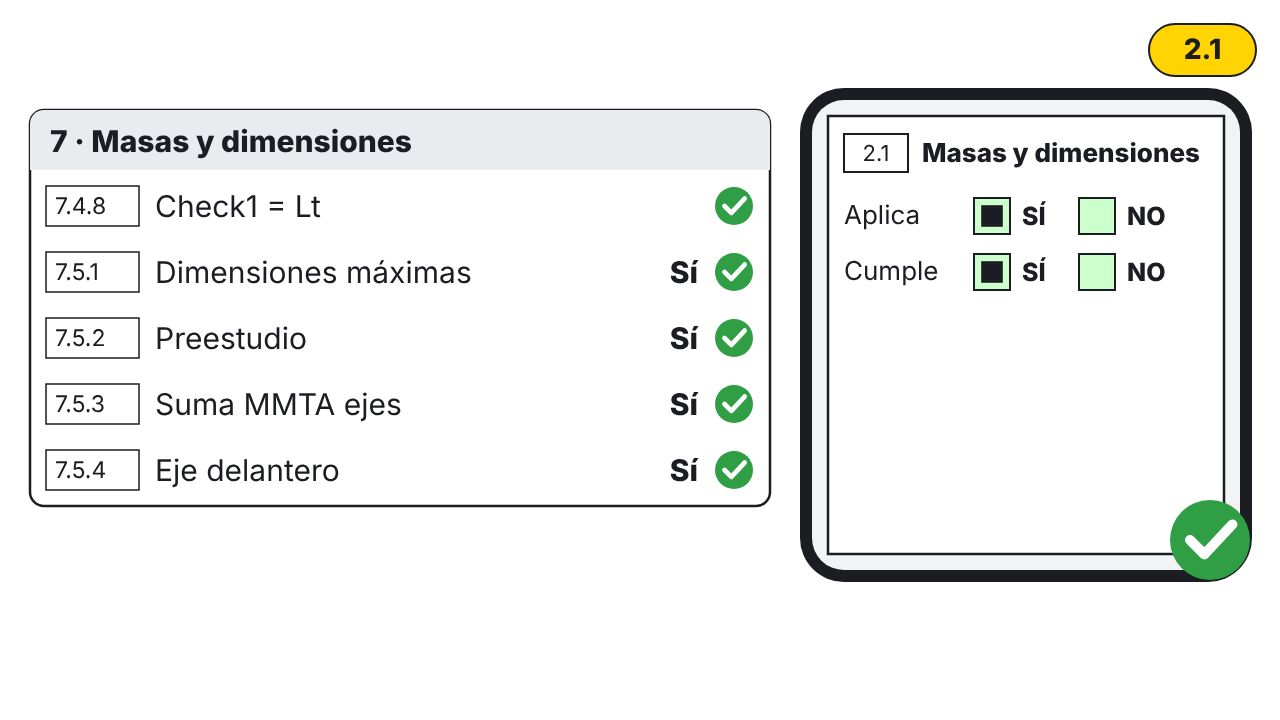 2.1
7 · Masas y dimensiones
7.4.8 Check1 = Lt
7.5.1 Dimensiones máximas Sí
7.5.2 Preestudio Sí
7.5.3 Suma MMTA ejes Sí
7.5.4 Eje delantero Sí
2.1 Masas y dimensiones
Aplica SÍ NO
Cumple SÍ NO